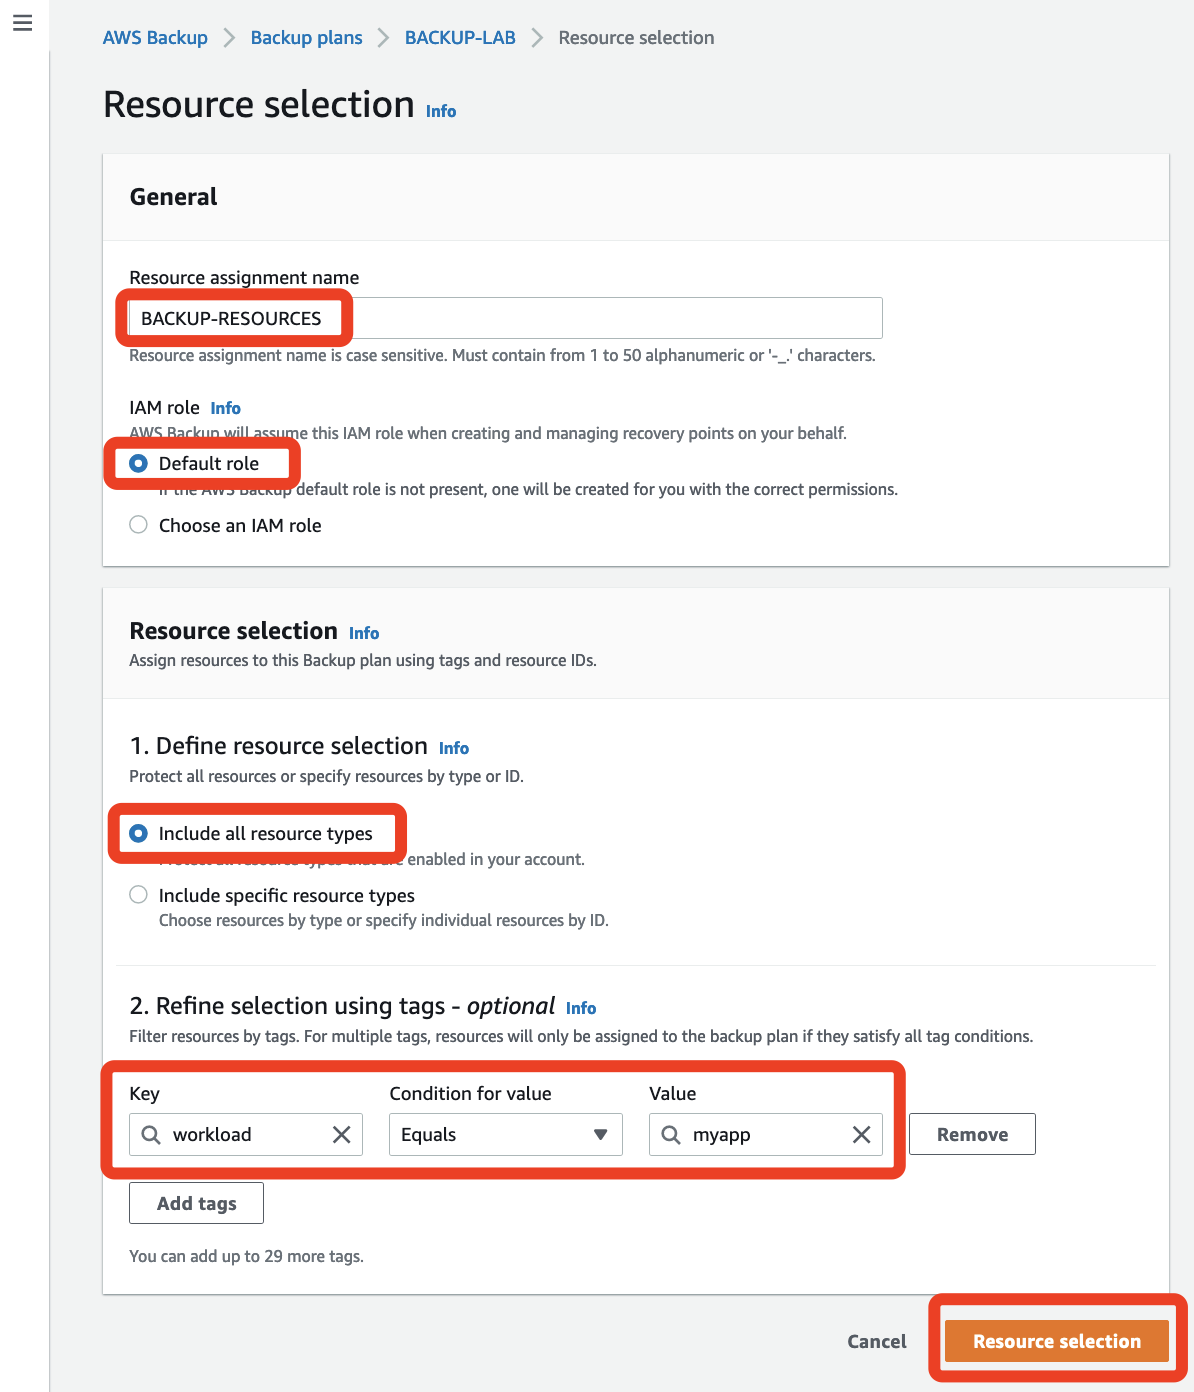 AWS Backup > Backup plans > BACKUP-LAB > Resource selection
Resource selection Info
General
Resource assignment name
BACKUP-RESOURCES
Resource assignment name is case sensitive. Must contain from 1 to 50 alphanumeric or '-_.' characters.
IAM role Info
AWS Backup will assume this IAM role when creating and managing recovery points on your behalf.
Default role
If the AWS Backup default role is not present, one will be created for you with the correct permissions.
Choose an IAM role
Resource selection Info
Assign resources to this Backup plan using tags and resource IDs.
1. Define resource selection Info
Protect all resources or specify resources by type or ID.
Include all resource types
Protect all resource types that are enabled in your account.
Include specific resource types
Choose resources by type or specify individual resources by ID.
2. Refine selection using tags - optional Info
Filter resources by tags. For multiple tags, resources will only be assigned to the backup plan if they satisfy all tag conditions.
Key Condition for value Value
workload Equals myapp Remove
Add tags
You can add up to 29 more tags.
Cancel Resource selection